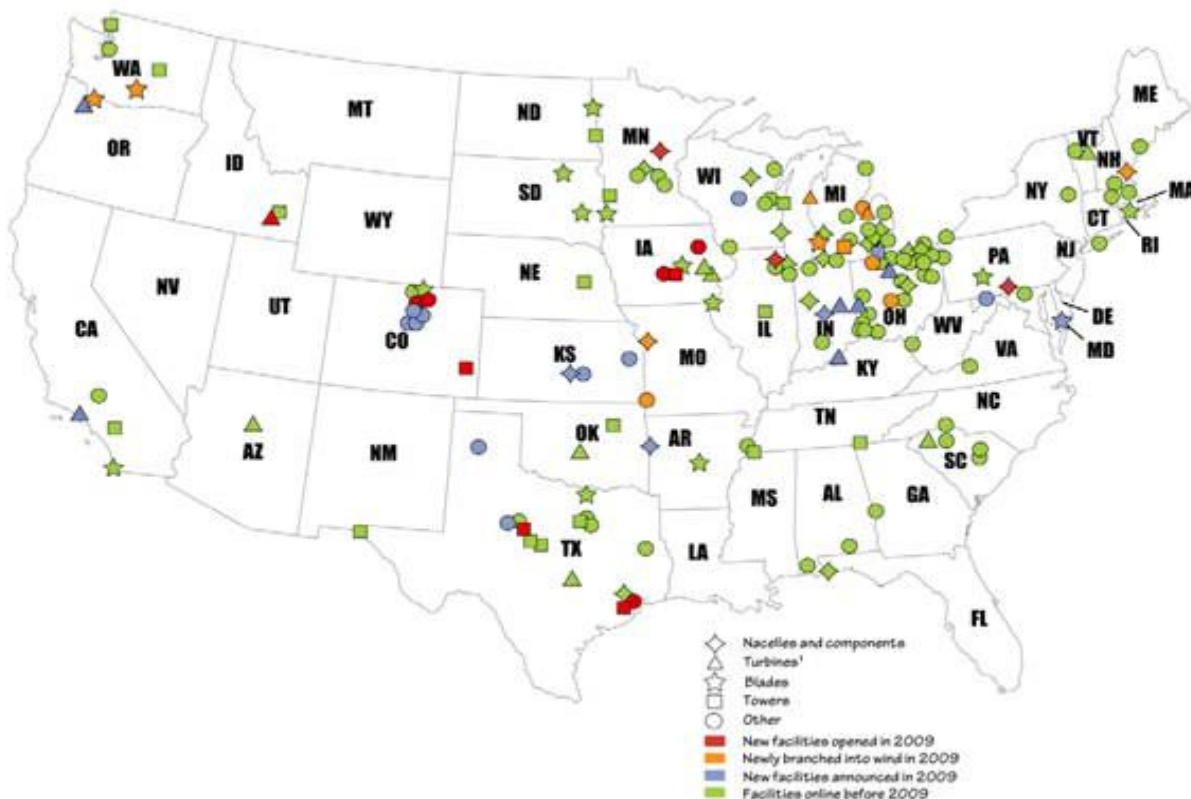 WA
MT
ND
MN
ME
VT
NH
OR
ID
SD
WI
MI
NY
MA
CT
RI
WY
IA
PA
NJ
NE
NV
UT
CO
CA
KS
MO
IL
IN
OH
WV
VA
DE
MD
KY
NC
TN
AZ
NM
OK
AR
SC
MS
AL
GA
TX
LA
FL
Nacelles and components
Turbines¹
Blades
Towers
Other
New facilities opened in 2009
Newly branched into wind in 2009
New facilities announced in 2009
Facilities online before 2009